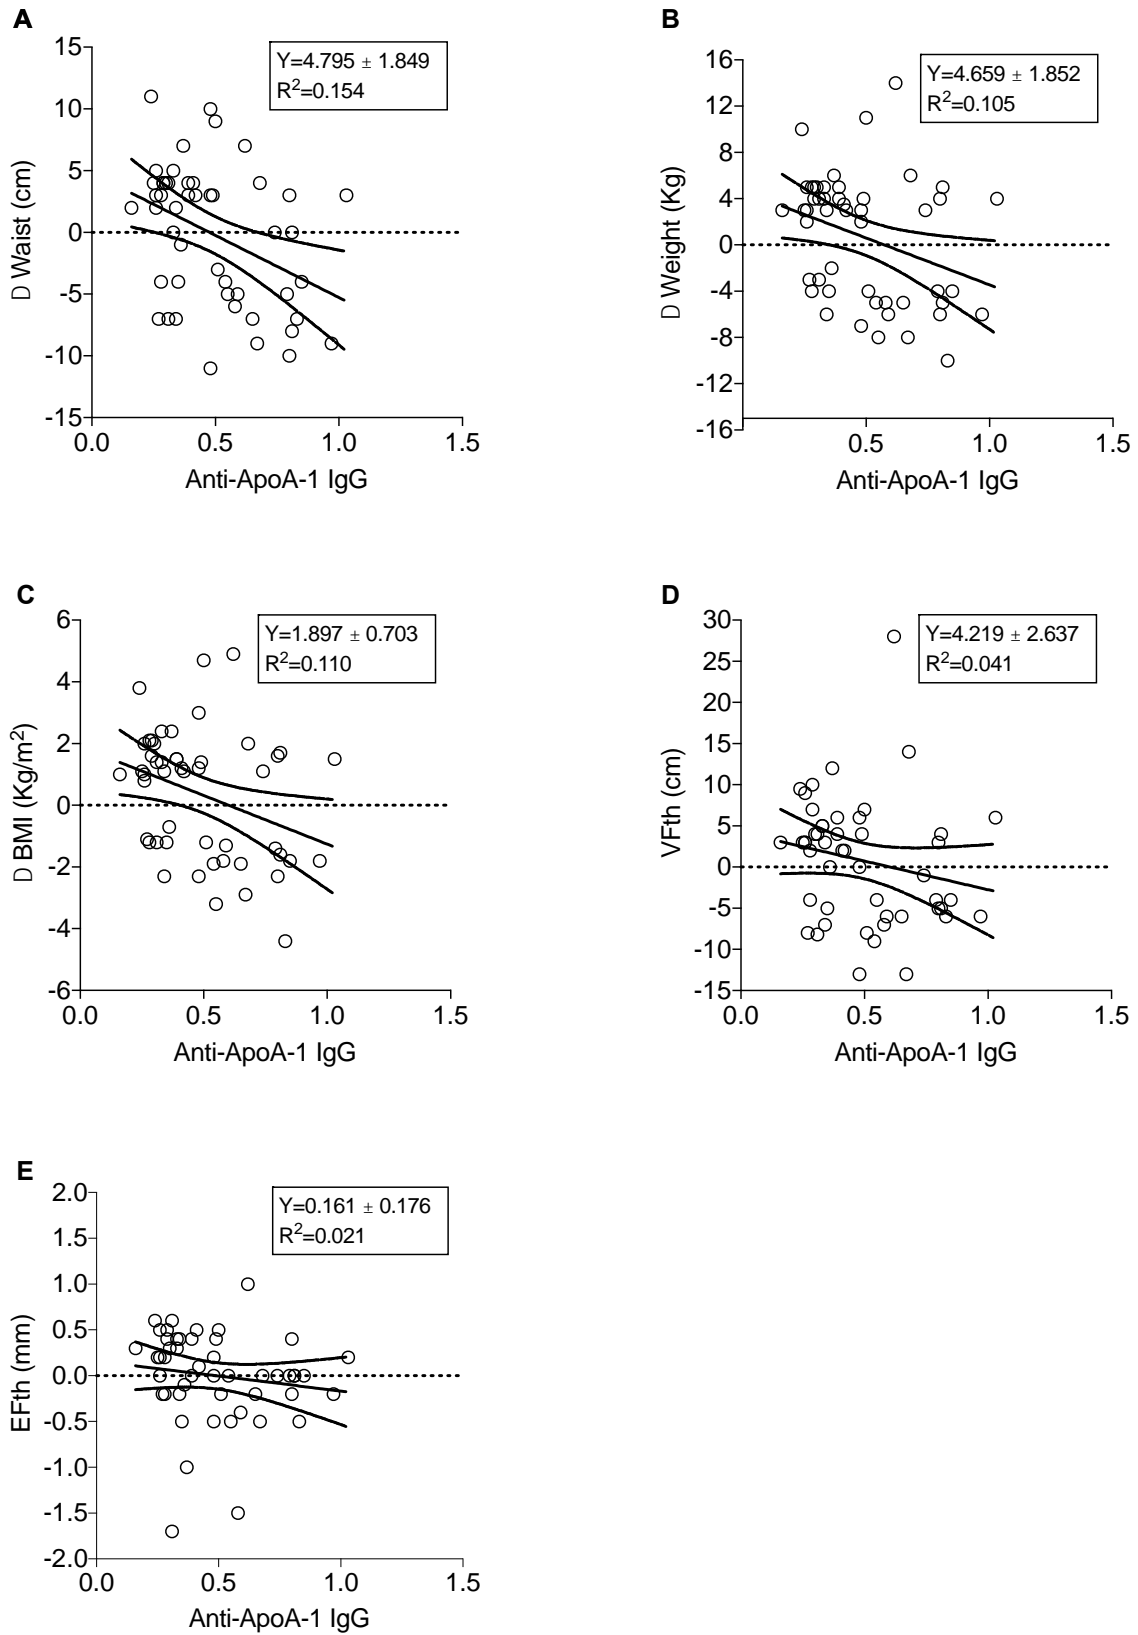 A
Y=4.795 ± 1.849
R²=0.154
15
10
5
0
-5
-10
-15
D Waist (cm)
0.0 0.5 1.0 1.5
Anti-ApoA-1 IgG
B
Y=4.659 ± 1.852
R²=0.105
16
12
8
4
0
-4
-8
-12
-16
D Weight (Kg)
0.5 1.0 1.5
Anti-ApoA-1 IgG
C
Y=1.897 ± 0.703
R²=0.110
6
4
2
0
-2
-4
-6
D BMI (Kg/m²)
0.0 0.5 1.0 1.5
Anti-ApoA-1 IgG
D
Y=4.219 ± 2.637
R²=0.041
30
25
20
15
10
5
0
-5
-10
-15
VFth (cm)
0.0 0.5 1.0 1.5
Anti-ApoA-1 IgG
E
Y=0.161 ± 0.176
R²=0.021
2.0
1.5
1.0
0.5
0.0
-0.5
-1.0
-1.5
-2.0
EFth (mm)
0.0 0.5 1.0 1.5
Anti-ApoA-1 IgG